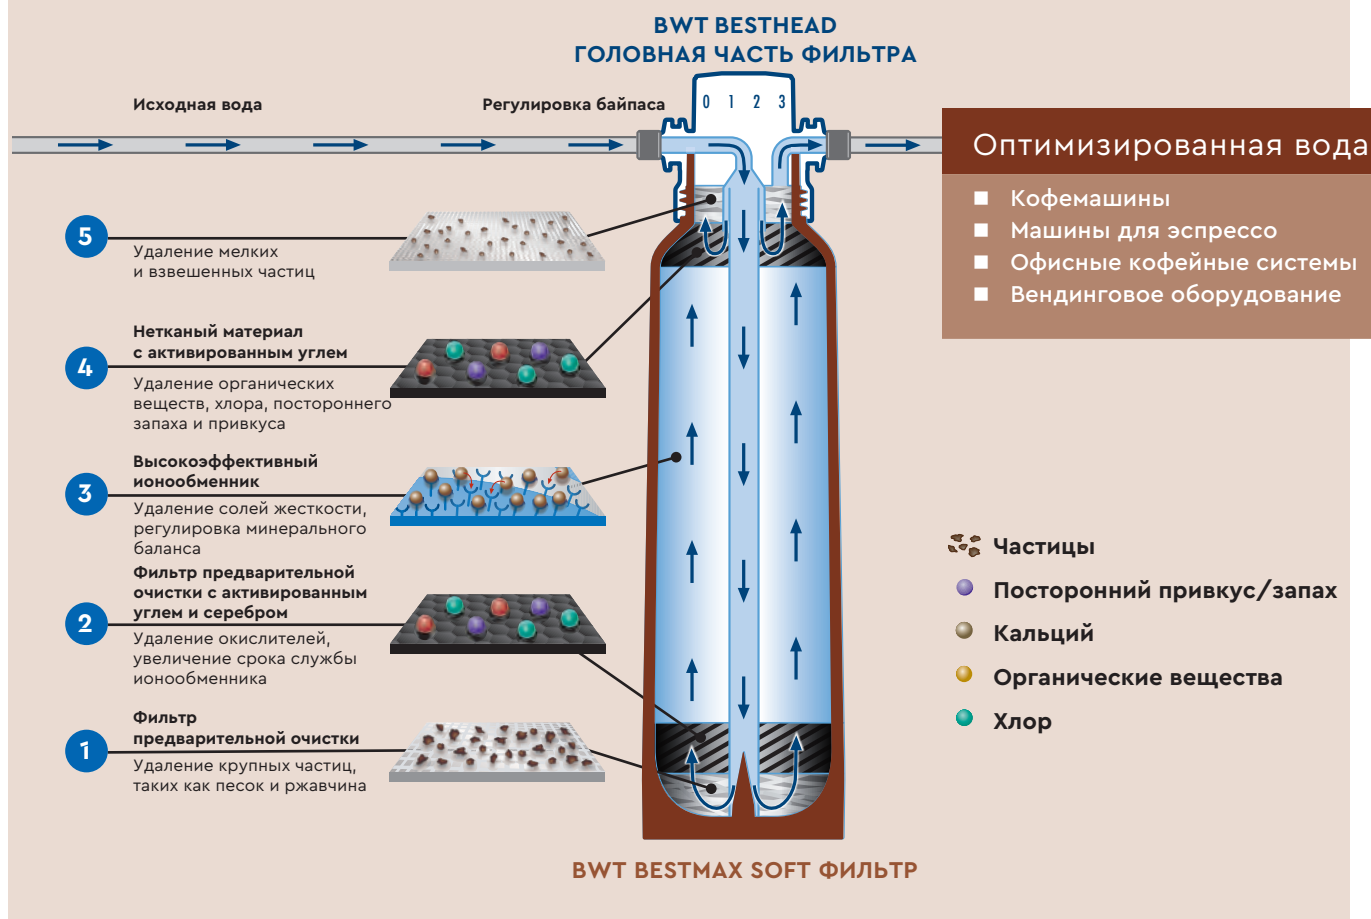 BWT BESTHEAD
ГОЛОВНАЯ ЧАСТЬ ФИЛЬТРА
Исходная вода
Регулировка байпаса
0 1 2 3
Оптимизированная вода
Кофемашины
Машины для эспрессо
Офисные кофейные системы
Вендинговое оборудование
5
Удаление мелких
и взвешенных частиц
4
Нетканый материал
с активированным углем
Удаление органических
веществ, хлора, постороннего
запаха и привкуса
3
Высокоэффективный
ионообменник
Удаление солей жесткости,
регулировка минерального
баланса
2
Фильтр предварительной
очистки с активированным
углем и серебром
Удаление окислителей,
увеличение срока службы
ионообменника
1
Фильтр
предварительной очистки
Удаление крупных частиц,
таких как песок и ржавчина
Частицы
Посторонний привкус/запах
Кальций
Органические вещества
Хлор
BWT BESTMAX SOFT ФИЛЬТР